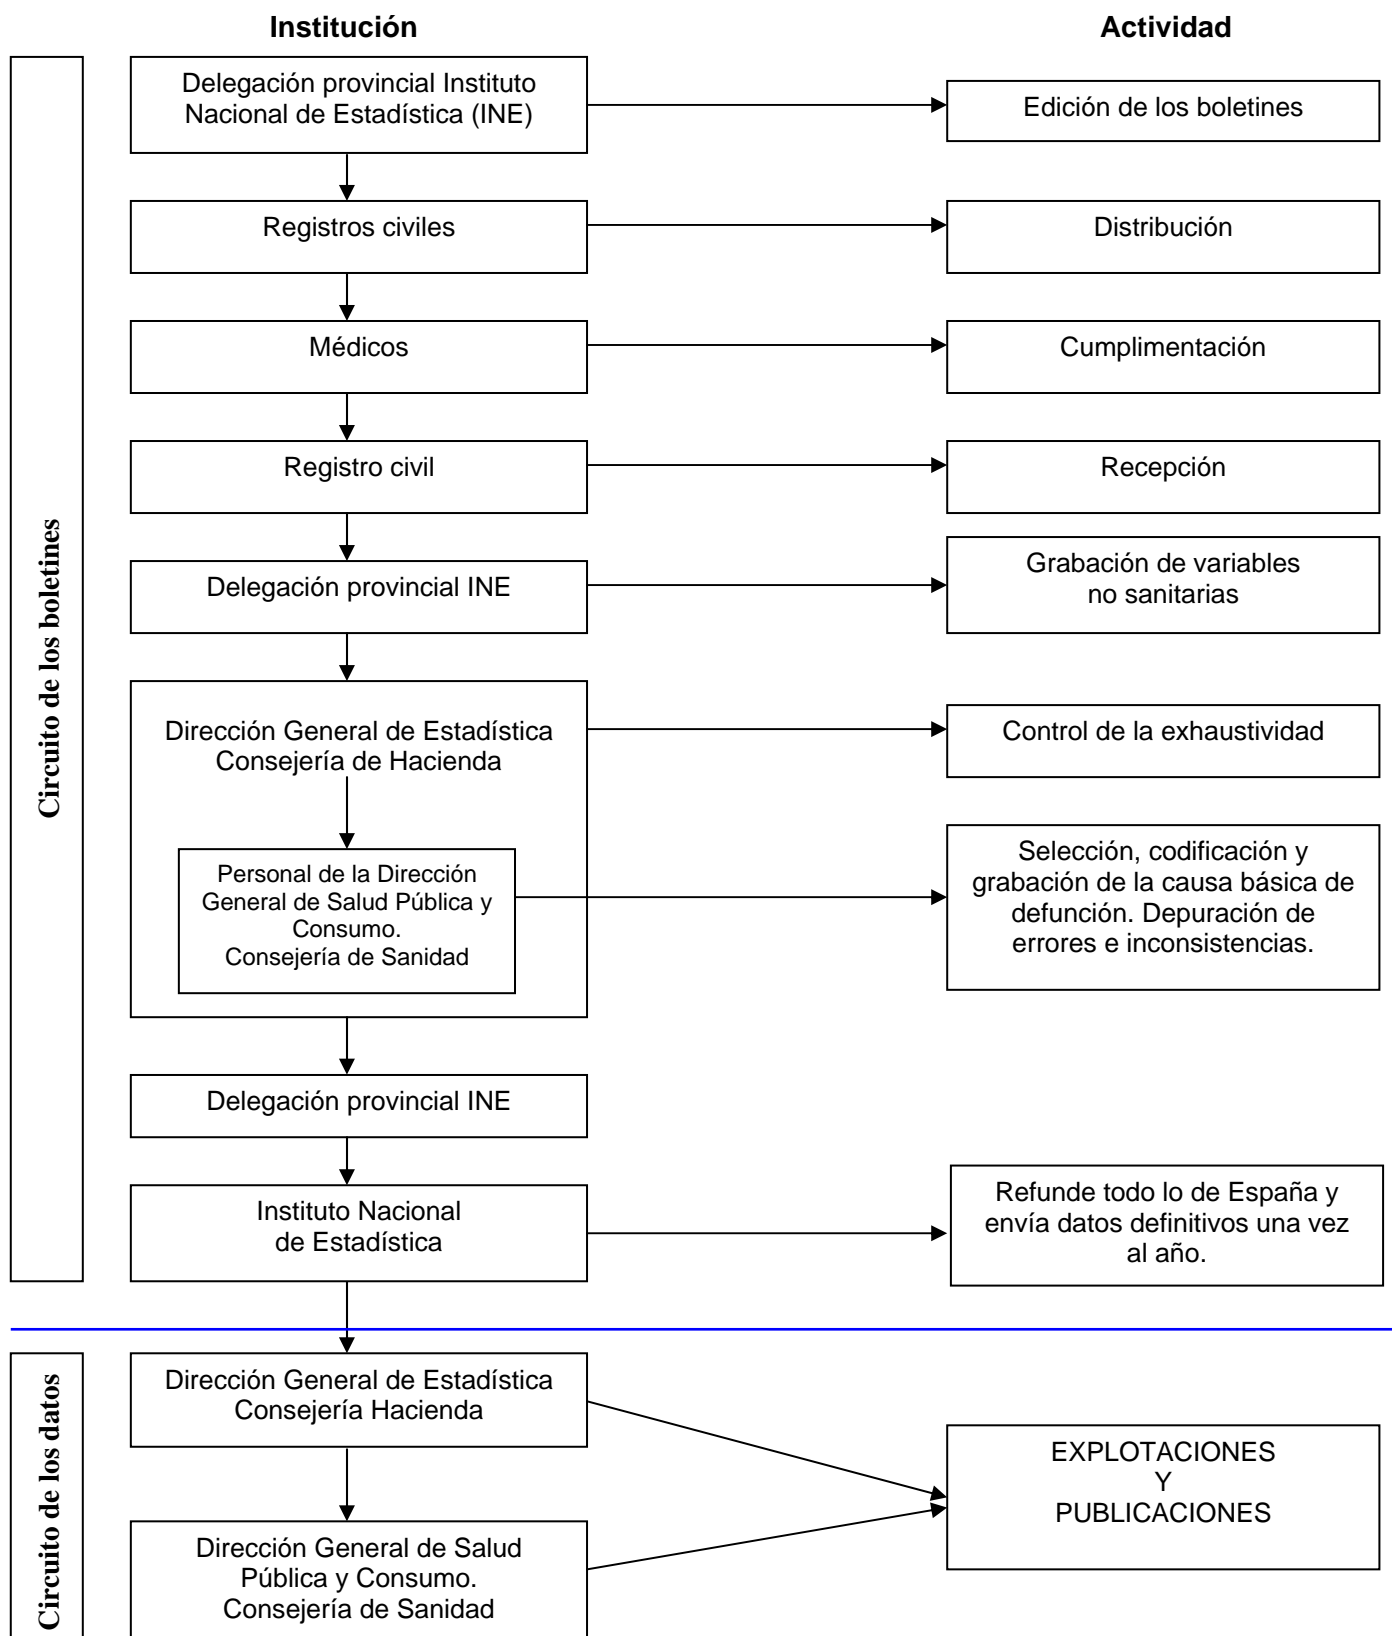 Institución
Actividad
Circuito de los boletines
Delegación provincial Instituto
Nacional de Estadística (INE)
Edición de los boletines
Registros civiles
Distribución
Médicos
Cumplimentación
Registro civil
Recepción
Delegación provincial INE
Grabación de variables
no sanitarias
Dirección General de Estadística
Consejería de Hacienda
Control de la exhaustividad
Personal de la Dirección
General de Salud Pública y
Consumo.
Consejería de Sanidad
Selección, codificación y
grabación de la causa básica de
defunción. Depuración de
errores e inconsistencias.
Delegación provincial INE
Instituto Nacional
de Estadística
Refunde todo lo de España y
envía datos definitivos una vez
al año.
Circuito de los datos
Dirección General de Estadística
Consejería Hacienda
EXPLOTACIONES
Y
PUBLICACIONES
Dirección General de Salud
Pública y Consumo.
Consejería de Sanidad